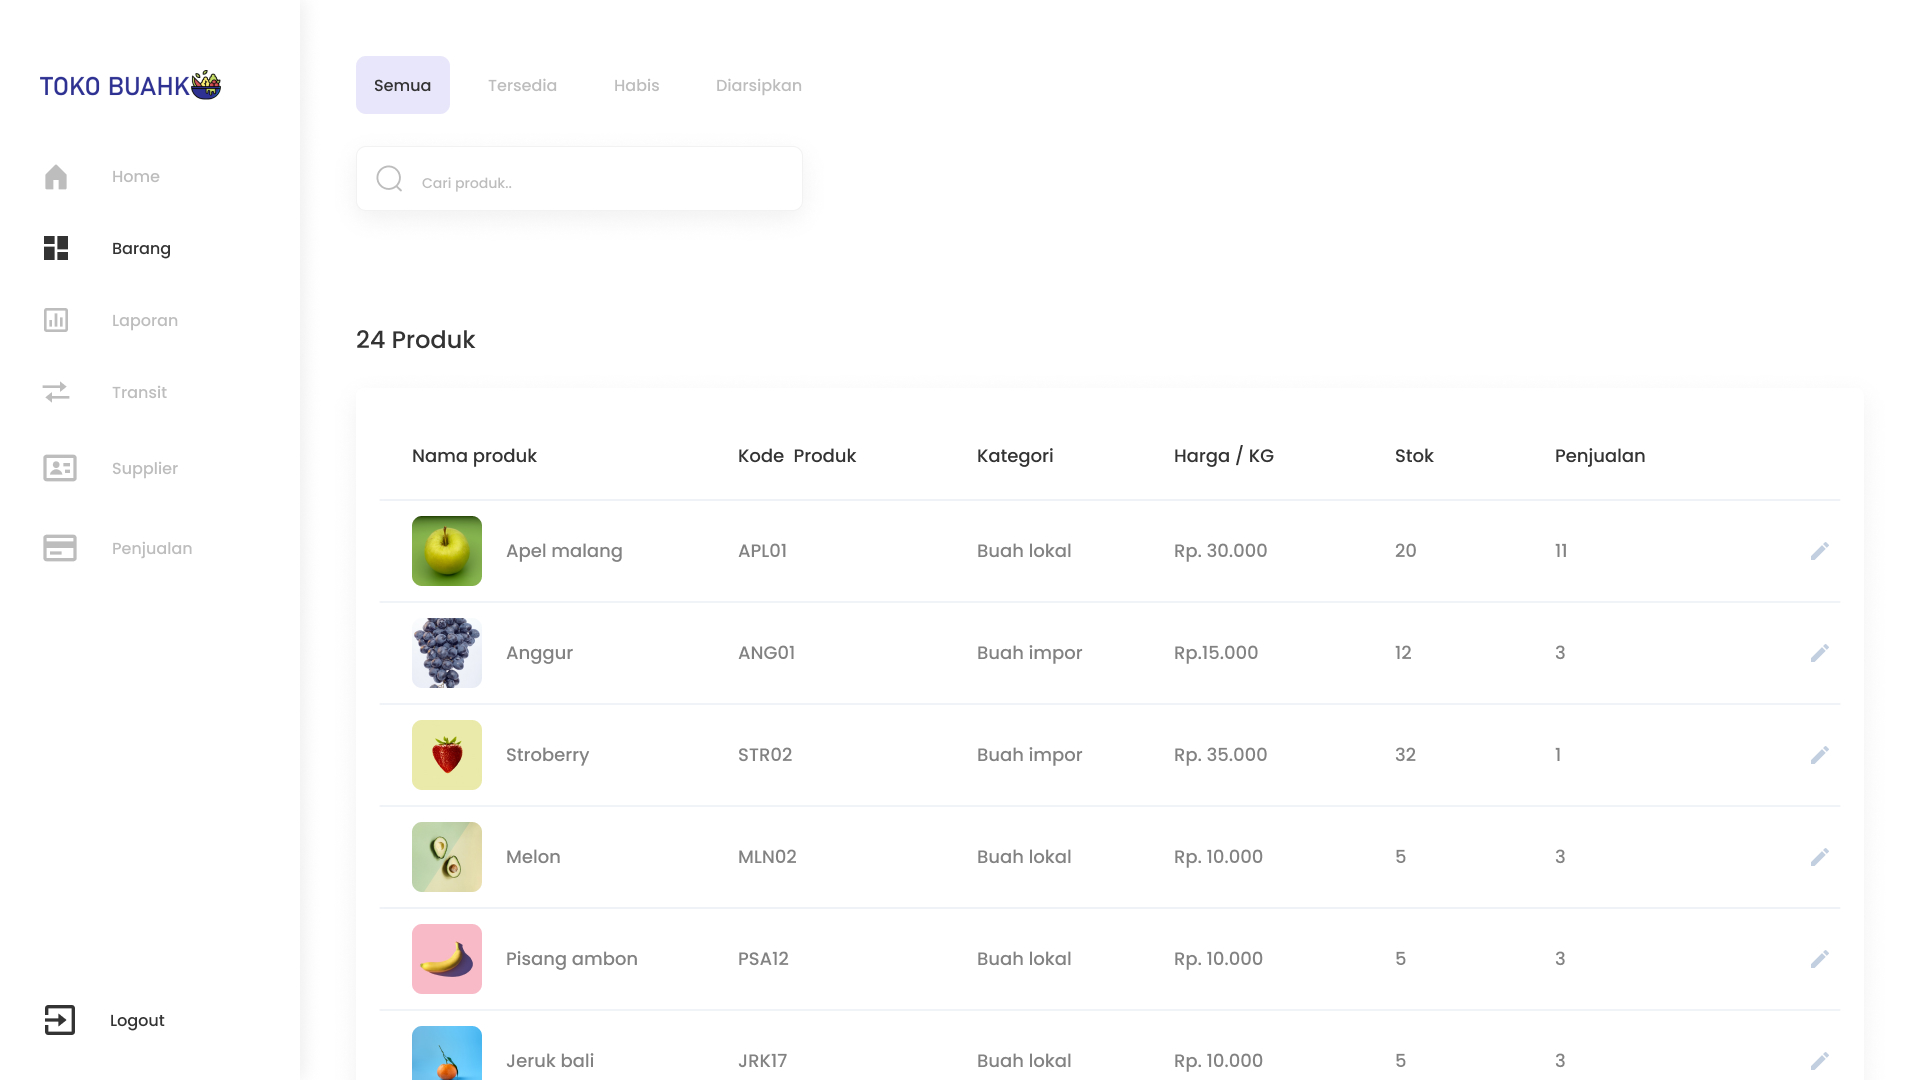 TOKO BUAHK
Home
Barang
Laporan
Transit
Supplier
Penjualan
Logout
Semua Tersedia Habis Diarsipkan
Cari produk..
24 Produk
Nama produk Kode Produk Kategori Harga / KG Stok Penjualan
Apel malang APL01 Buah lokal Rp. 30.000 20 11
Anggur ANG01 Buah impor Rp.15.000 12 3
Stroberry STR02 Buah impor Rp. 35.000 32 1
Melon MLN02 Buah lokal Rp. 10.000 5 3
Pisang ambon PSA12 Buah lokal Rp. 10.000 5 3
Jeruk bali JRK17 Buah lokal Rp. 10.000 5 3